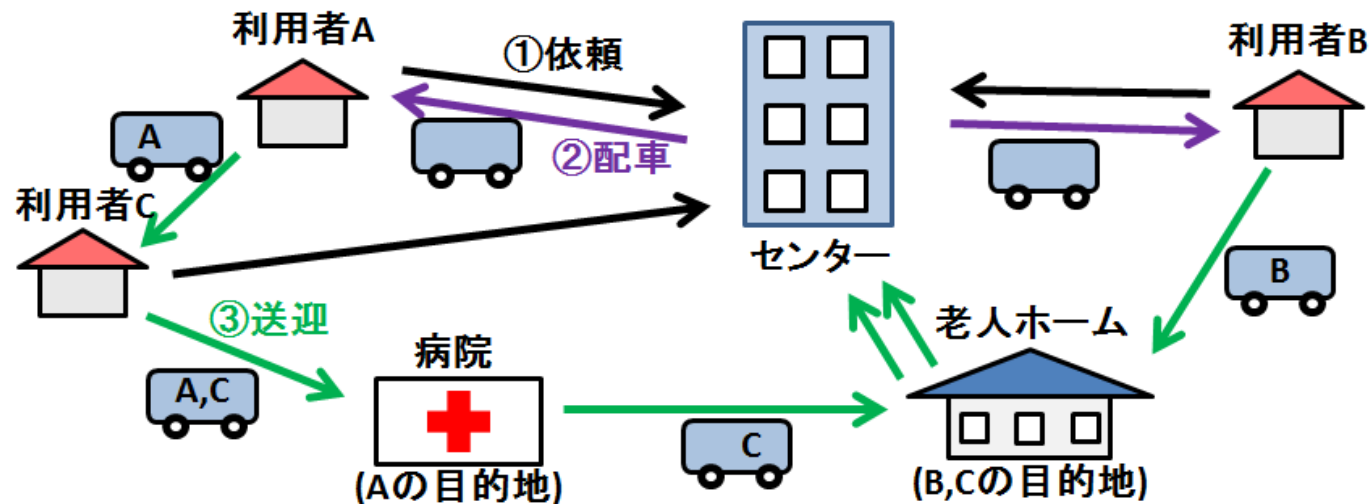 利用者A
①依頼
利用者B
A
②配車
利用者C
センター
B
③送迎
老人ホーム
病院
A,C
C
(Aの目的地)
(B,Cの目的地)